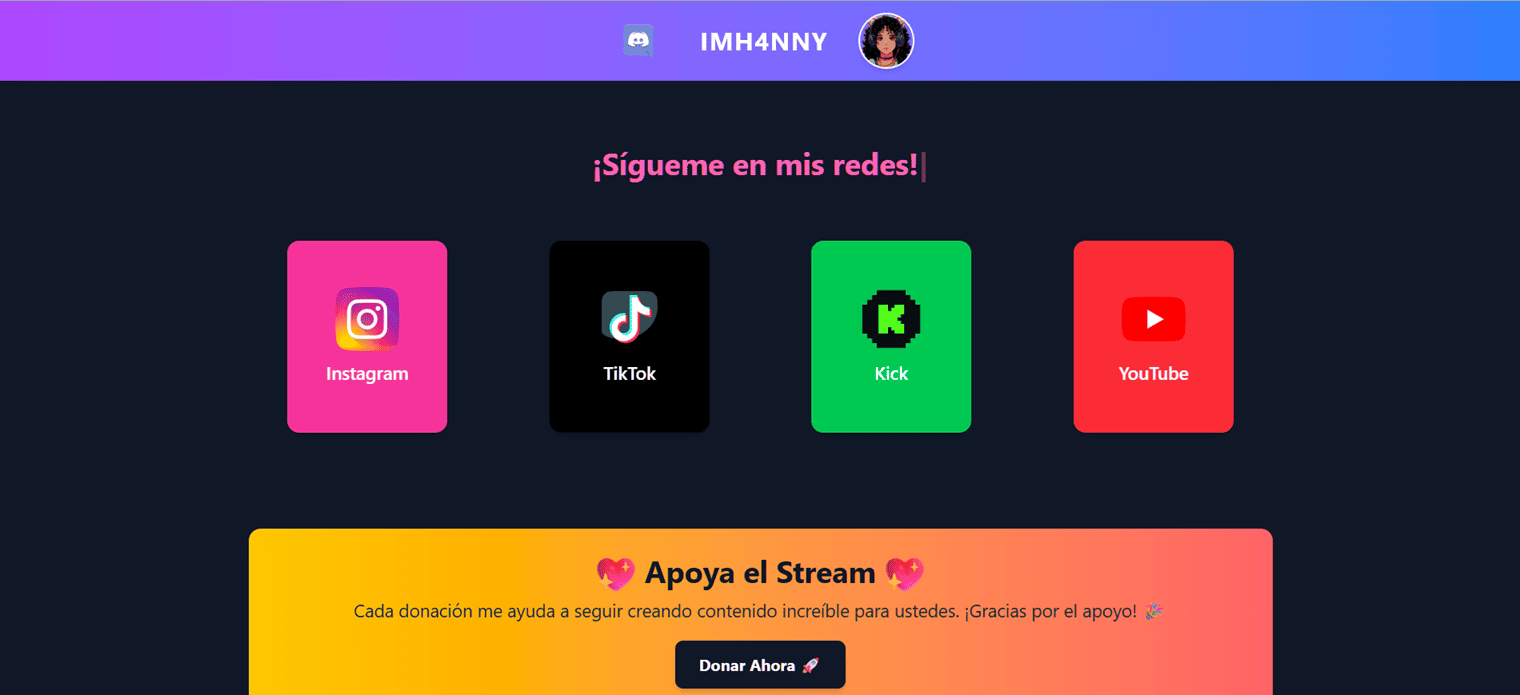 IMH4NNY
¡Sígueme en mis redes!
Instagram
TikTok
Kick
YouTube
💖 Apoya el Stream 💖
Cada donación me ayuda a seguir creando contenido increíble para ustedes. ¡Gracias por el apoyo! 🎉
Donar Ahora 🚀